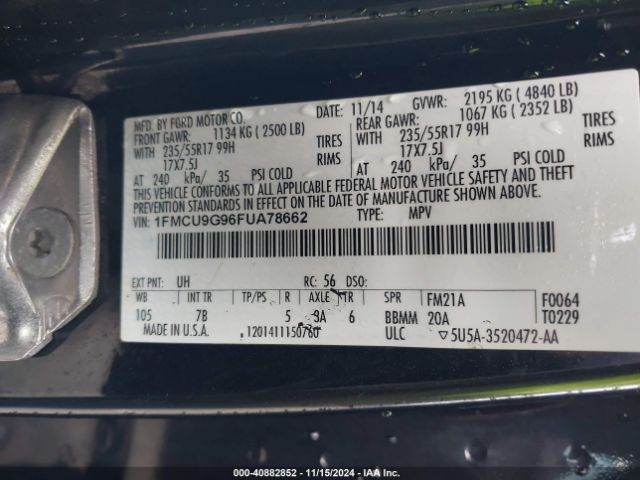 MFD. BY FORD MOTOR CO.
DATE: 11/14 GVWR: 2195 KG ( 4840 LB)
FRONT GAWR: 1134 KG ( 2500 LB) REAR GAWR: 1067 KG ( 2352 LB)
WITH 235/55R17 99H TIRES WITH 235/55R17 99H TIRES
17X7.5J RIMS 17X7.5J RIMS
AT 240 kPa/ 35 PSI COLD AT 240 kPa/ 35 PSI COLD
THIS VEHICLE CONFORMS TO ALL APPLICABLE FEDERAL MOTOR VEHICLE SAFETY AND THEFT
PREVENTION STANDARDS IN EFFECT ON THE DATE OF MANUFACTURE SHOWN ABOVE.
VIN: 1FMCU9G96FUA78662 TYPE: MPV
EXT PNT: UH RC: 56 DSO:
WB INT TR TP/PS R AXLE TR SPR FM21A F0064
105 7B 5 3A 6 BBMM 20A T0229
MADE IN U.S.A. .1201411150760 ULC ▽5U5A-3520472-AA
000-40882852 - 11/15/2024 - IAAI.com